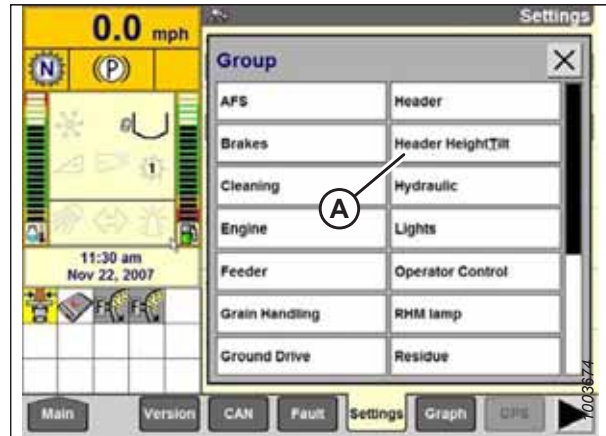 0.0 mph
Settings
N
(P)
Group
X
AFS
Header
Brakes
Header Height/Tilt
Cleaning
Hydraulic
A
Engine
Lights
Feeder
Operator Control
Grain Handling
RHM lamp
Ground Drive
Residue
1
11:30 am
Nov 22, 2007
Main
Version
CAN
Fault
Settings
Graph
GPS
1003674